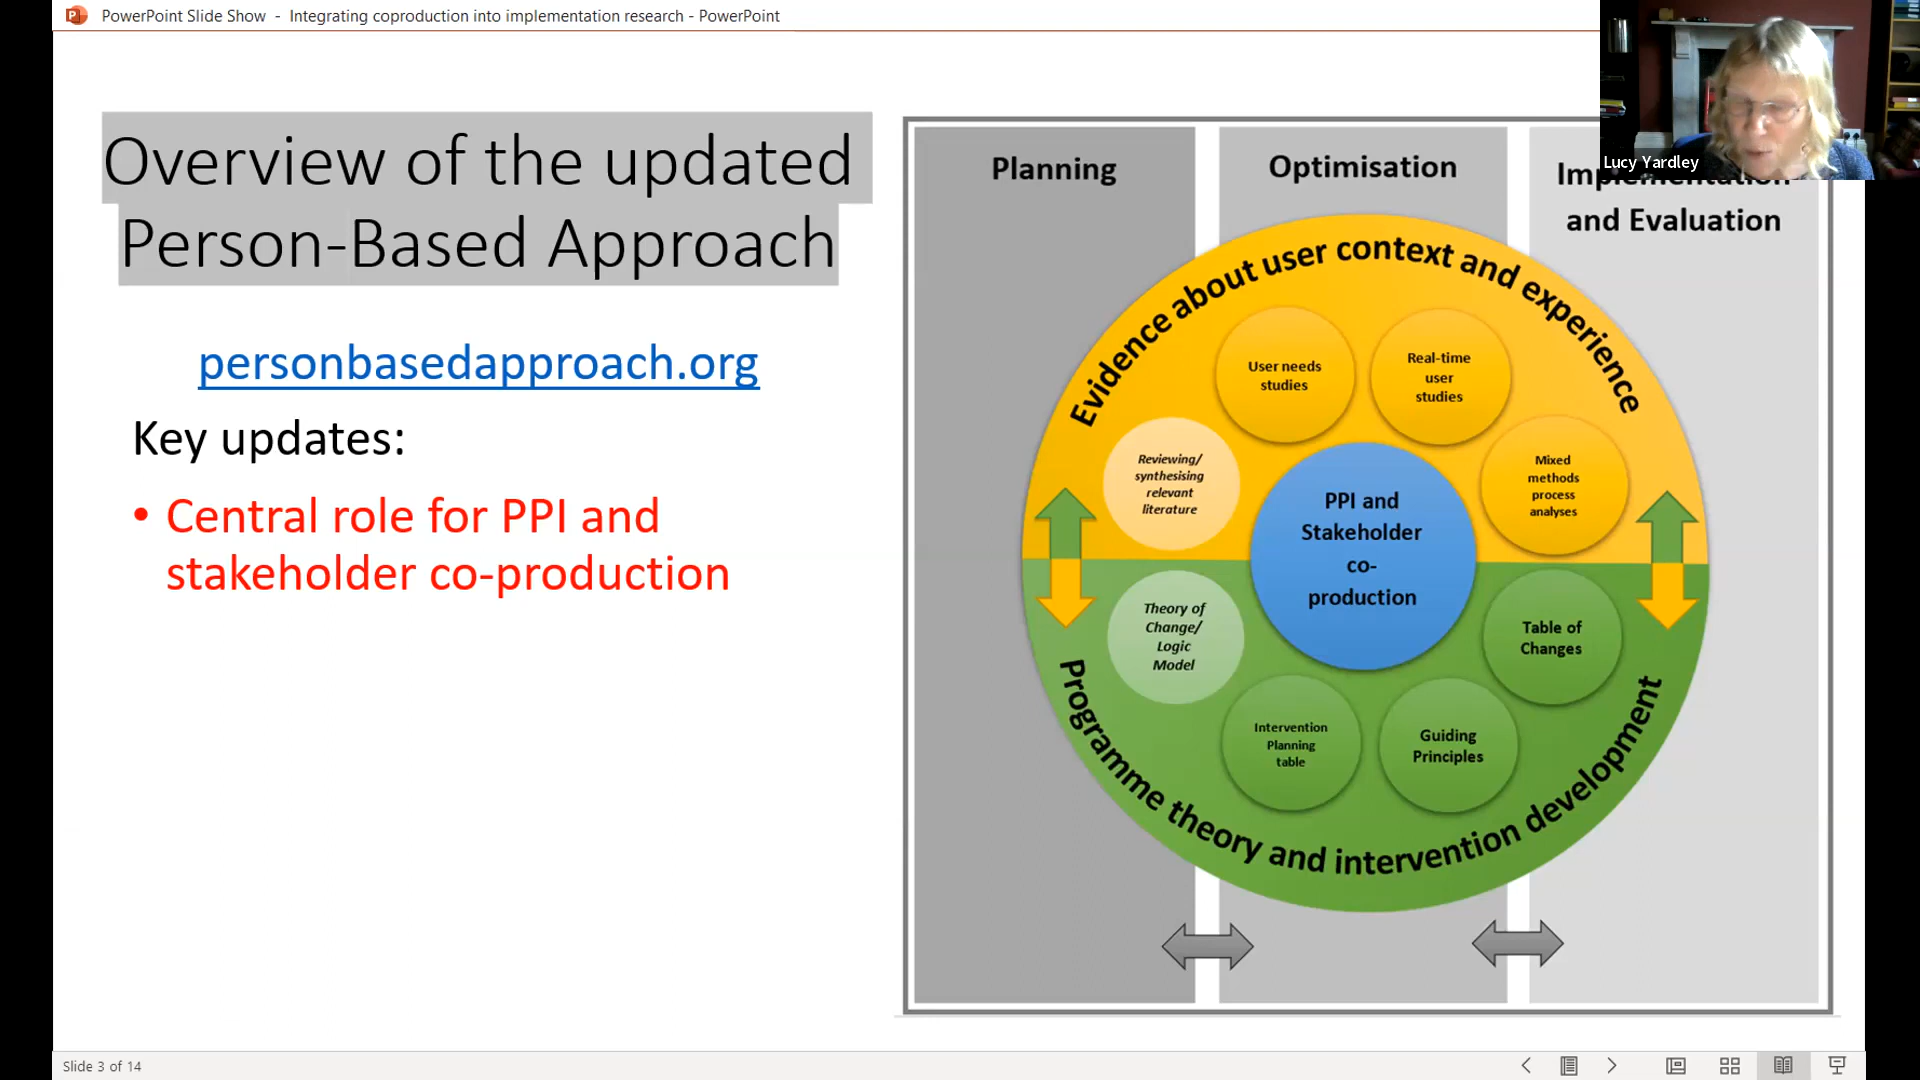 PowerPoint Slide Show - Integrating coproduction into implementation research - PowerPoint
Lucy Yardley
Overview of the updated
Person-Based Approach
personbasedapproach.org
Key updates:
• Central role for PPI and
stakeholder co-production
Planning
Optimisation
Implementation
and Evaluation
Evidence about user context and experience
User needs
studies
Real-time
user
studies
Reviewing/
synthesising
relevant
literature
Mixed
methods
process
analyses
PPI and
Stakeholder
co-
production
Theory of
Change/
Logic
Model
Table of
Changes
Intervention
Planning
table
Guiding
Principles
Programme theory and intervention development
Slide 3 of 14